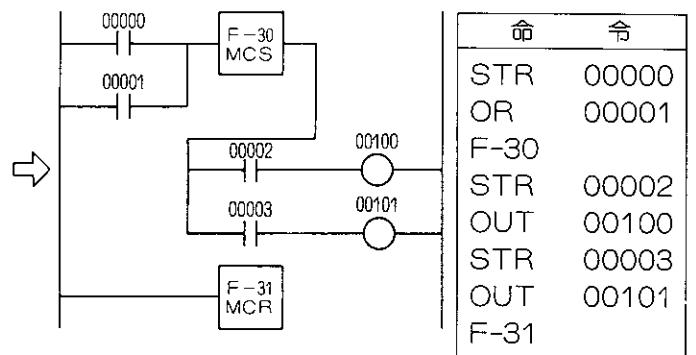 00000
F-30
MCS
00001
00002
00100
00003
00101
F-31
MCR
命 令
STR 00000
OR 00001
F-30
STR 00002
OUT 00100
STR 00003
OUT 00101
F-31